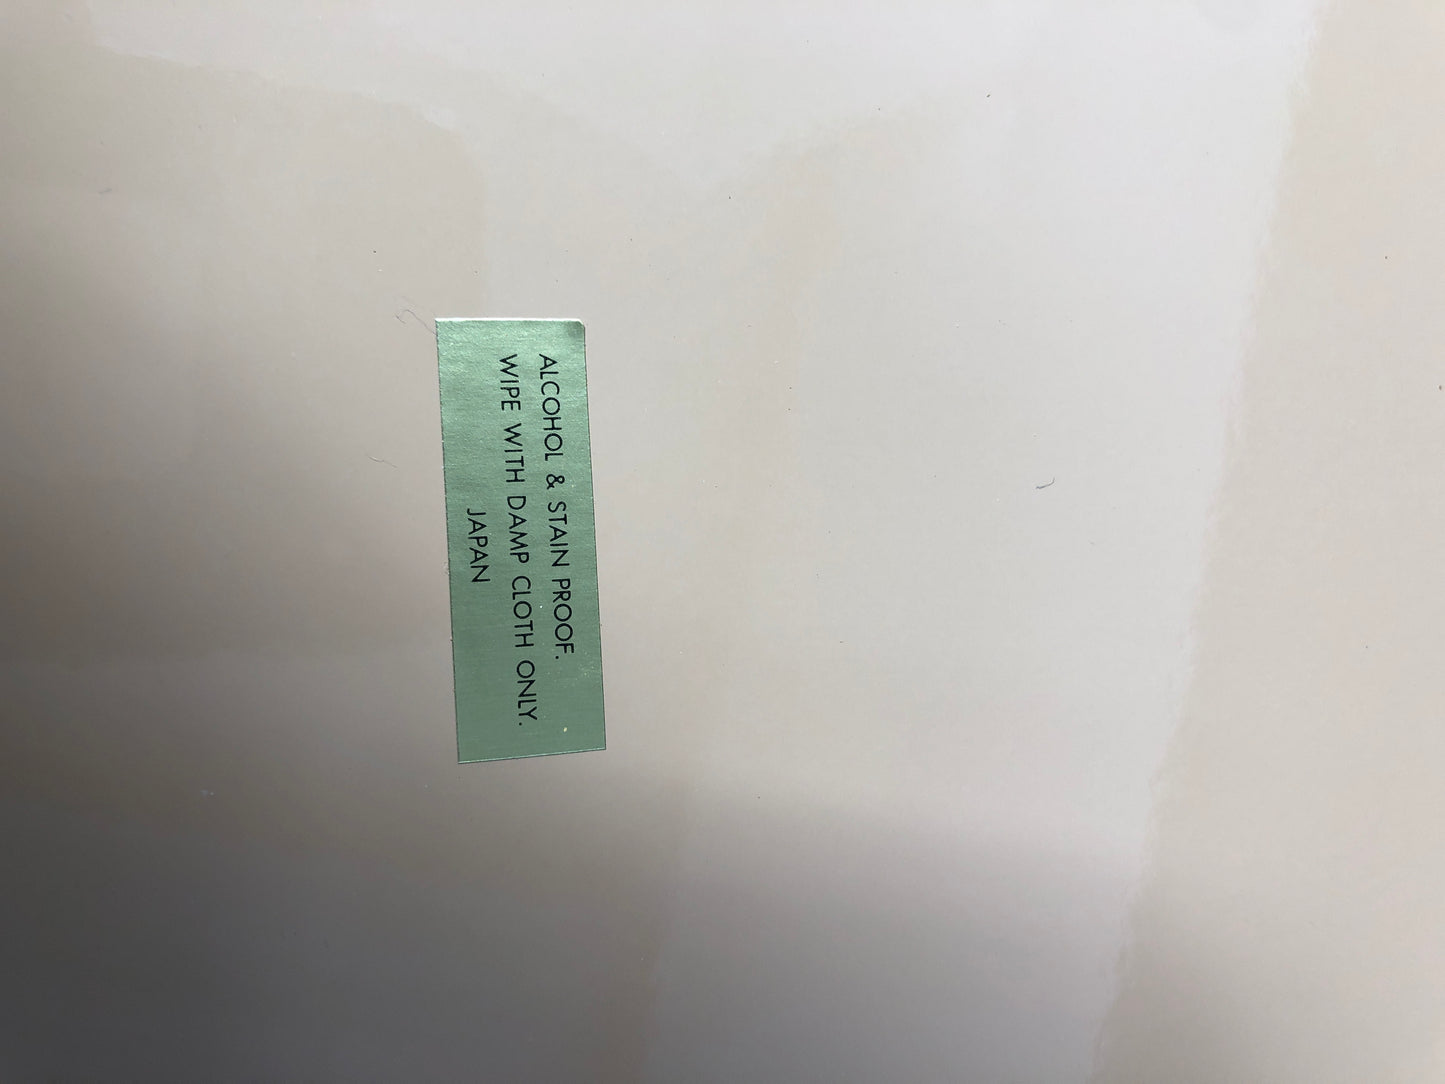 ALCOHOL & STAIN PROOF.
WIPE WITH DAMP CLOTH ONLY.
JAPAN